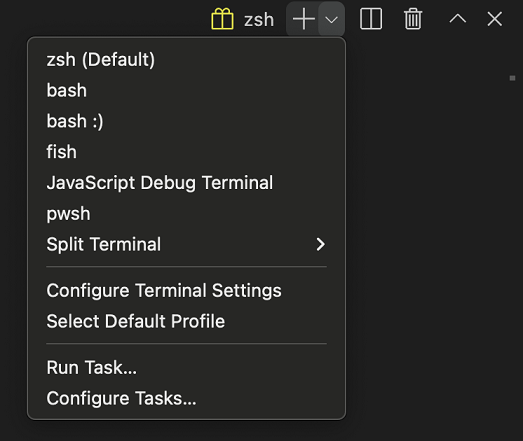 zsh
zsh (Default)
bash
bash :)
fish
JavaScript Debug Terminal
pwsh
Split Terminal
Configure Terminal Settings
Select Default Profile
Run Task...
Configure Tasks...